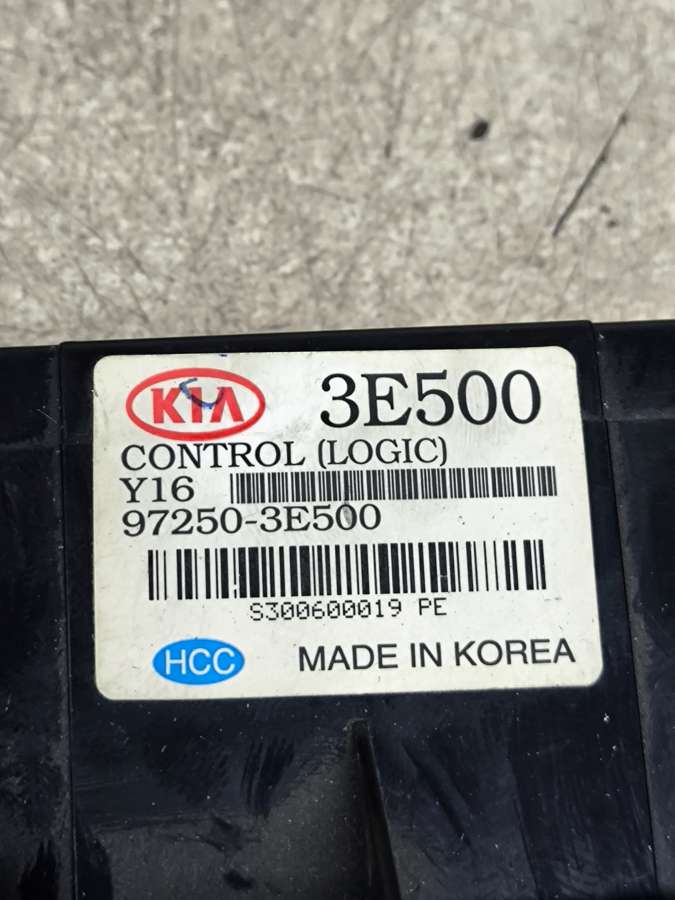 KIA 3E500
CONTROL (LOGIC)
Y16
97250-3E500
S300600019 PE
HCC MADE IN KOREA